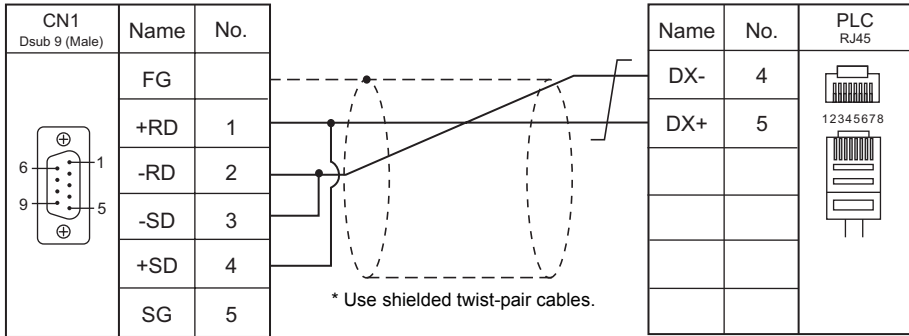 CN1
Dsub 9 (Male)
Name No.
FG
+RD 1
-RD 2
-SD 3
+SD 4
SG 5
6
1
9
5
* Use shielded twist-pair cables.
Name No.
PLC
RJ45
DX- 4
DX+ 5
12345678